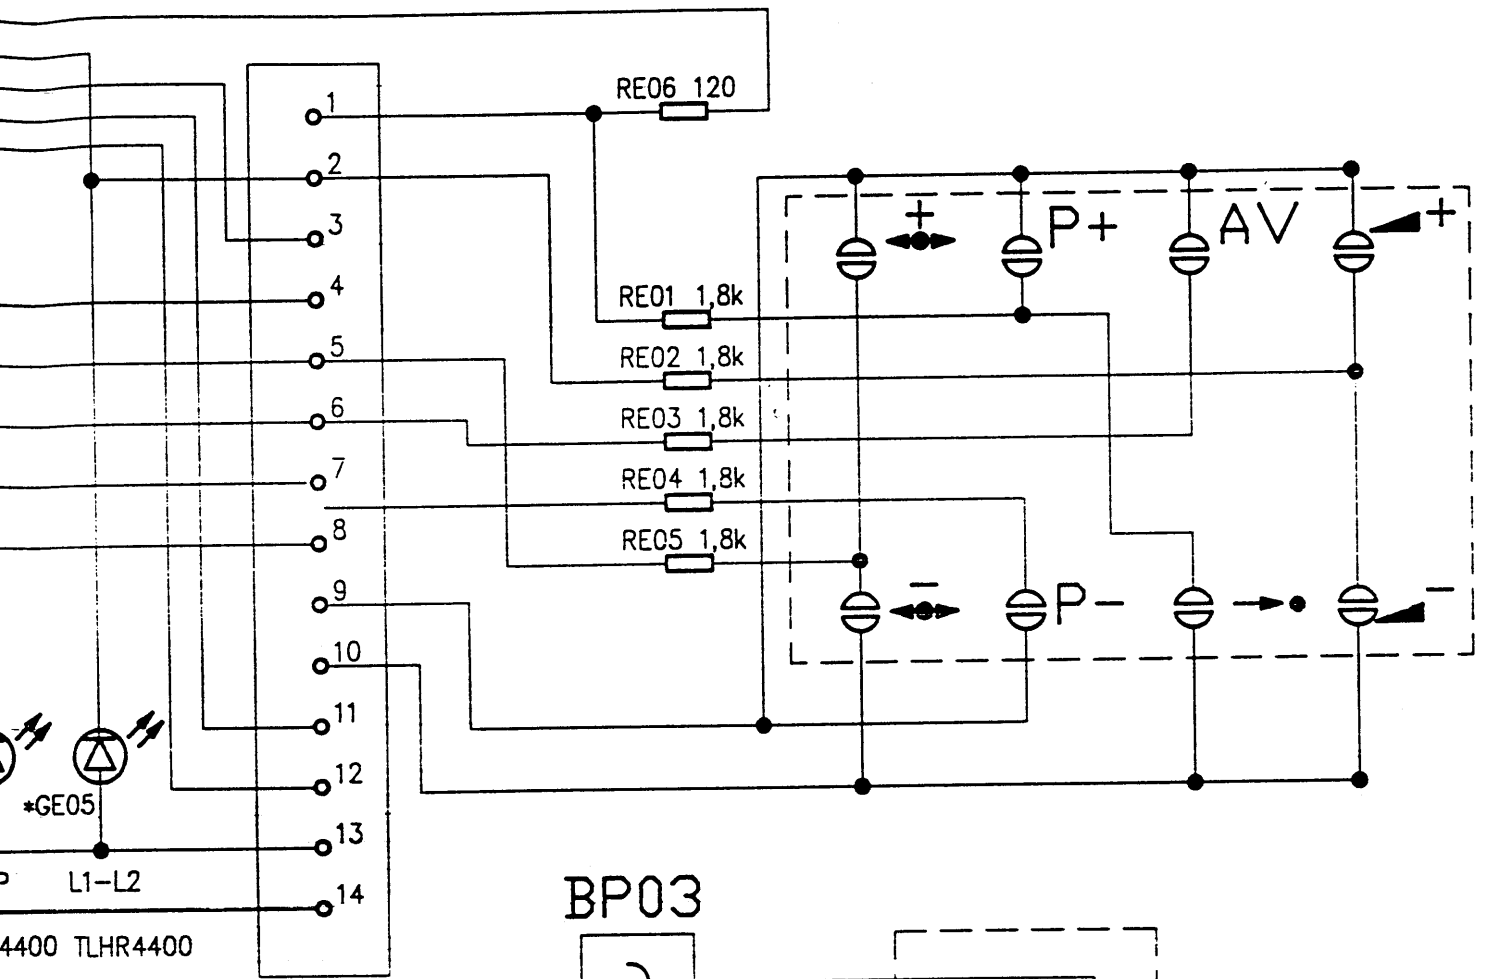 RE06 120
1
2
3
4
5
6
7
8
9
10
11
12
13
14
+
P+
AV
+
RE01 1,8k
RE02 1,8k
RE03 1,8k
RE04 1,8k
RE05 1,8k
−
P−
−
*GE05
P L1−L2
4400 TLHR4400
BP03